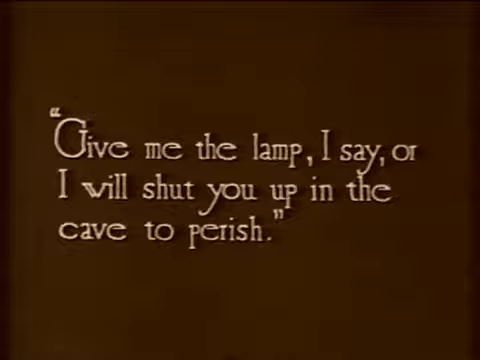 "Give me the lamp, I say, or
I will shut you up in the
cave to perish."